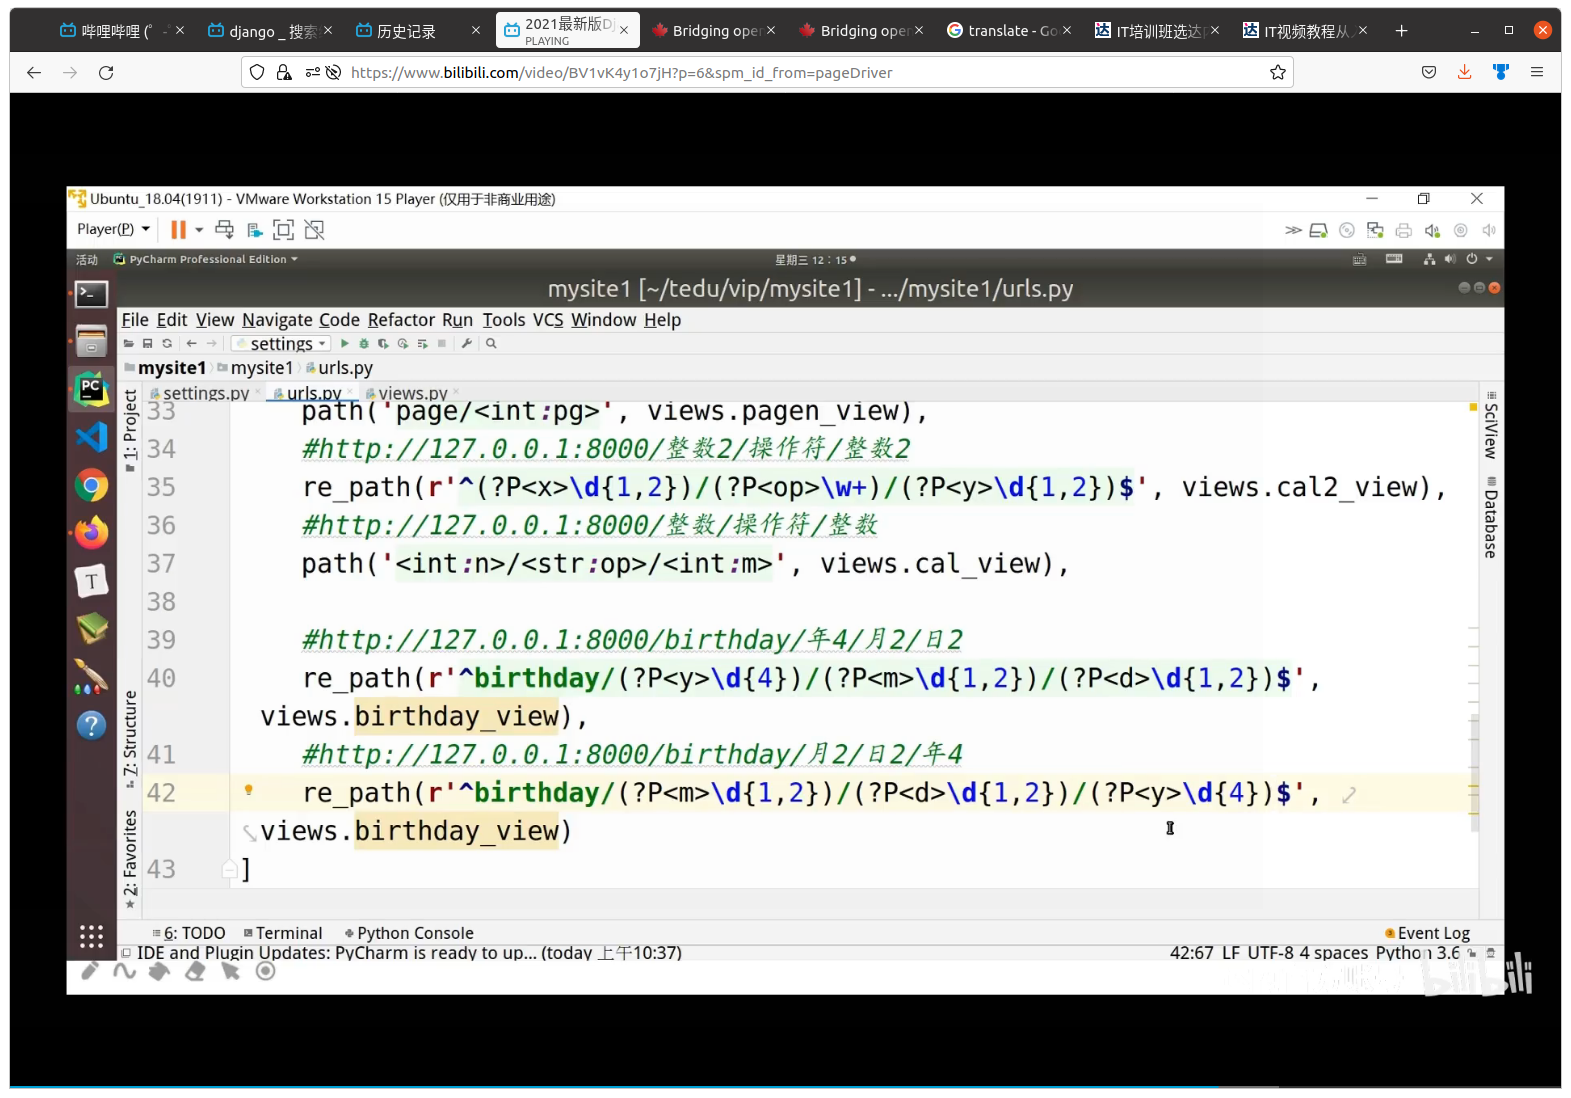 哔哩哔哩 (゜-
django _ 搜索
历史记录
2021最新版Dj
PLAYING
Bridging oper
Bridging oper
translate - Go
IT培训班选达内
IT视频教程从入
https://www.bilibili.com/video/BV1vK4y1o7jH?p=6&spm_id_from=pageDriver
Ubuntu_18.04(1911) - VMware Workstation 15 Player (仅用于非商业用途)
Player(P)
活动
PyCharm Professional Edition
星期三 12：15
mysite1 [~/tedu/vip/mysite1] - .../mysite1/urls.py
File Edit View Navigate Code Refactor Run Tools VCS Window Help
settings
mysite1 mysite1 urls.py
settings.py urls.py views.py
1: Project
7: Structure
2: Favorites
SciView
Database
33 path('page/<int:pg>', views.pagen_view),
34 #http://127.0.0.1:8000/整数2/操作符/整数2
35 re_path(r'^(?P<x>\d{1,2})/(?P<op>\w+)/(?P<y>\d{1,2})$', views.cal2_view),
36 #http://127.0.0.1:8000/整数/操作符/整数
37 path('<int:n>/<str:op>/<int:m>', views.cal_view),
38
39 #http://127.0.0.1:8000/birthday/年4/月2/日2
40 re_path(r'^birthday/(?P<y>\d{4})/(?P<m>\d{1,2})/(?P<d>\d{1,2})$',
views.birthday_view),
41 #http://127.0.0.1:8000/birthday/月2/日2/年4
42 re_path(r'^birthday/(?P<m>\d{1,2})/(?P<d>\d{1,2})/(?P<y>\d{4})$',
views.birthday_view)
43 ]
6: TODO Terminal Python Console
Event Log
IDE and Plugin Updates: PyCharm is ready to up... (today 上午10:37)
42:67 LF UTF-8 4 spaces Python 3.6
bilibili